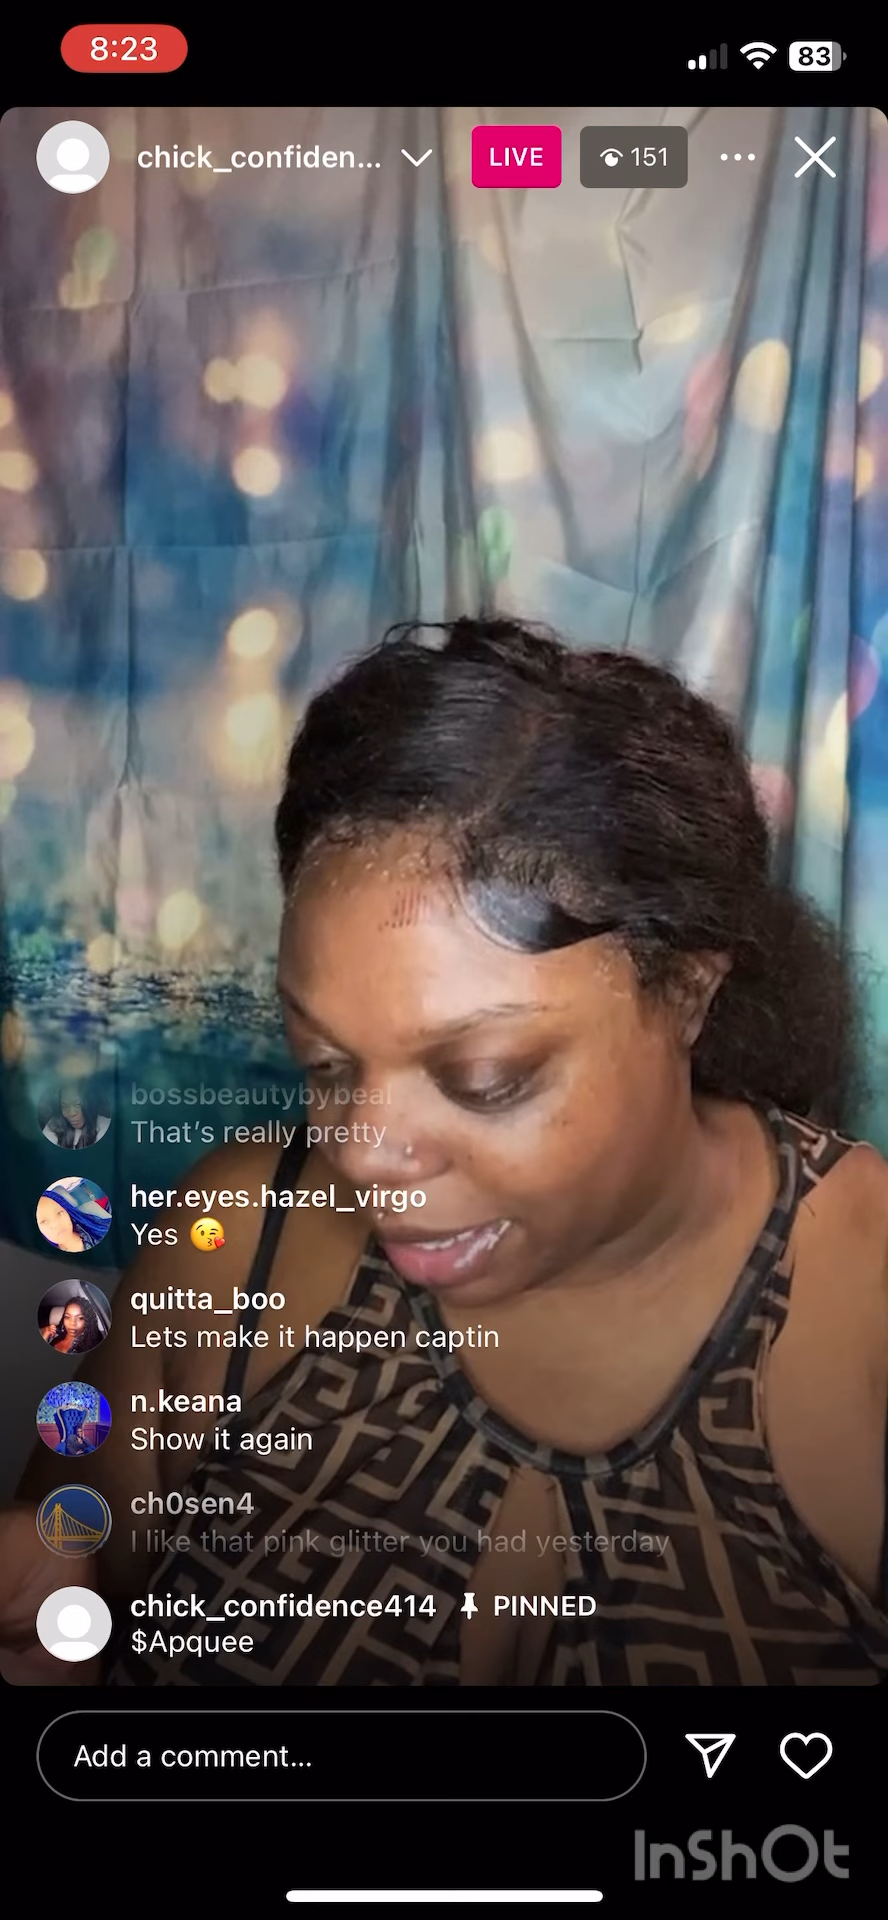 8:23
83
chick_confiden...
LIVE
151
bossbeautybybeal
That's really pretty
her.eyes.hazel_virgo
Yes 😘
quitta_boo
Lets make it happen captin
n.keana
Show it again
ch0sen4
I like that pink glitter you had yesterday
chick_confidence414 PINNED
$Apquee
Add a comment...
InShOt